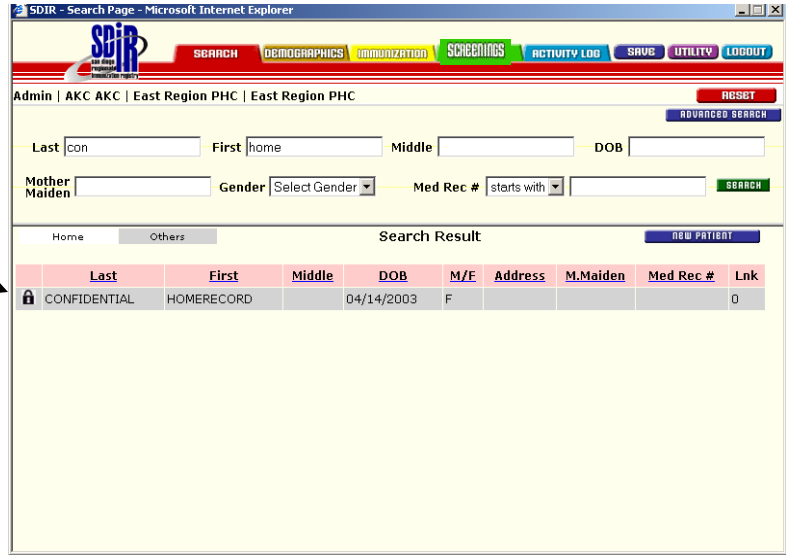 SDIR - Search Page - Microsoft Internet Explorer
SDIR
san diego
regional
immunization registry
SEARCH DEMOGRAPHICS IMMUNIZATION SCREENINGS ACTIVITY LOG SAVE UTILITY LOGOUT
Admin | AKC AKC | East Region PHC | East Region PHC RESET
ADVANCED SEARCH
Last con First home Middle DOB
Mother Maiden Gender Select Gender Med Rec # starts with SEARCH
Home Others Search Result NEW PATIENT
Last First Middle DOB M/F Address M.Maiden Med Rec # Lnk
CONFIDENTIAL HOMERECORD 04/14/2003 F 0